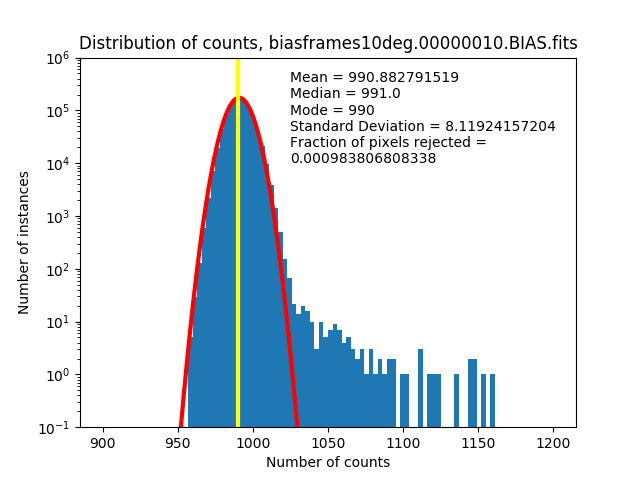 Distribution of counts, biasframes10deg.00000010.BIAS.fits
Mean = 990.882791519
Median = 991.0
Mode = 990
Standard Deviation = 8.11924157204
Fraction of pixels rejected =
0.000983806808338
Number of instances
10⁶
10⁵
10⁴
10³
10²
10¹
10⁰
10⁻¹
900 950 1000 1050 1100 1150 1200
Number of counts